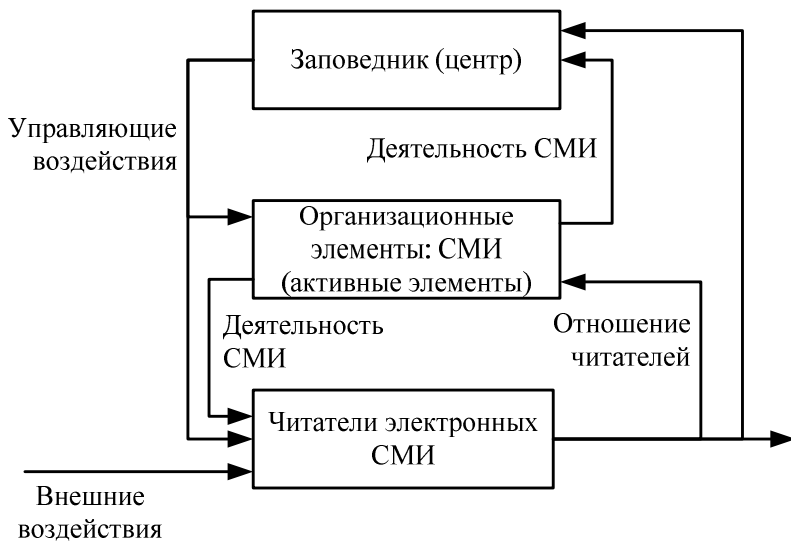 Заповедник (центр)
Управляющие
воздействия
Деятельность СМИ
Организационные
элементы: СМИ
(активные элементы)
Деятельность
СМИ
Отношение
читателей
Читатели электронных
СМИ
Внешние
воздействия